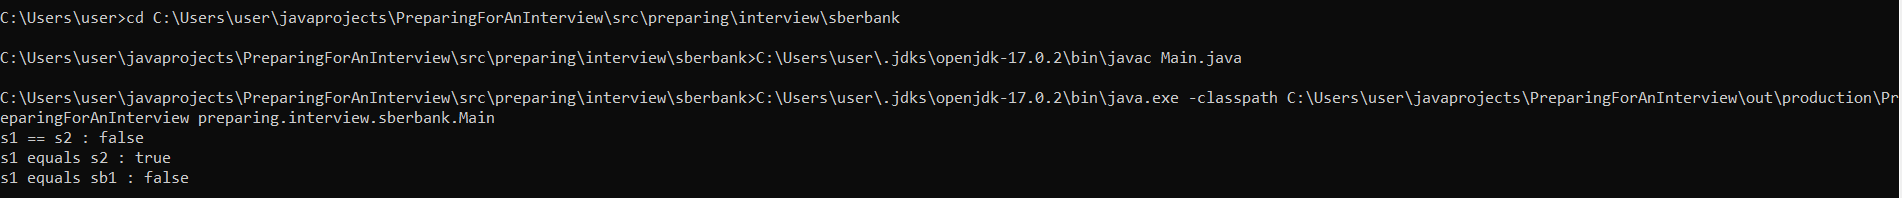 C:\Users\user>cd C:\Users\user\javaprojects\PreparingForAnInterview\src\preparing\interview\sberbank
C:\Users\user\javaprojects\PreparingForAnInterview\src\preparing\interview\sberbank>C:\Users\user\.jdks\openjdk-17.0.2\bin\javac Main.java
C:\Users\user\javaprojects\PreparingForAnInterview\src\preparing\interview\sberbank>C:\Users\user\.jdks\openjdk-17.0.2\bin\java.exe -classpath C:\Users\user\javaprojects\PreparingForAnInterview\out\production\Pr
eparingForAnInterview preparing.interview.sberbank.Main
s1 == s2 : false
s1 equals s2 : true
s1 equals sb1 : false